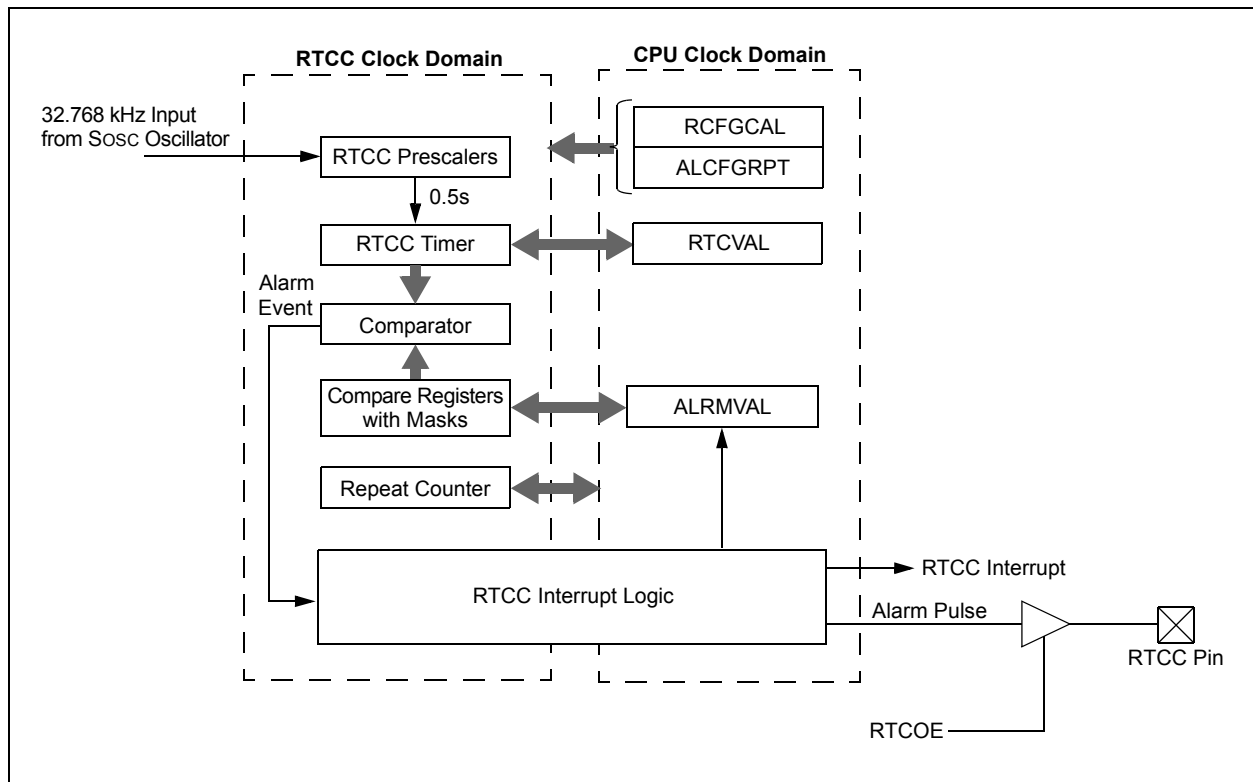 RTCC Clock Domain
CPU Clock Domain
32.768 kHz Input
from SOSC Oscillator
RTCC Prescalers
0.5s
RCFGCAL
ALCFGRPT
RTCC Timer
RTCVAL
Alarm
Event
Comparator
Compare Registers
with Masks
ALRMVAL
Repeat Counter
RTCC Interrupt Logic
RTCC Interrupt
Alarm Pulse
RTCC Pin
RTCOE